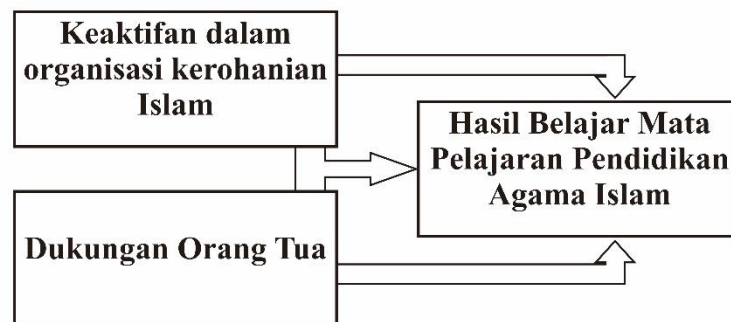 Keaktifan dalam
organisasi kerohanian
Islam
Hasil Belajar Mata
Pelajaran Pendidikan
Agama Islam
Dukungan Orang Tua